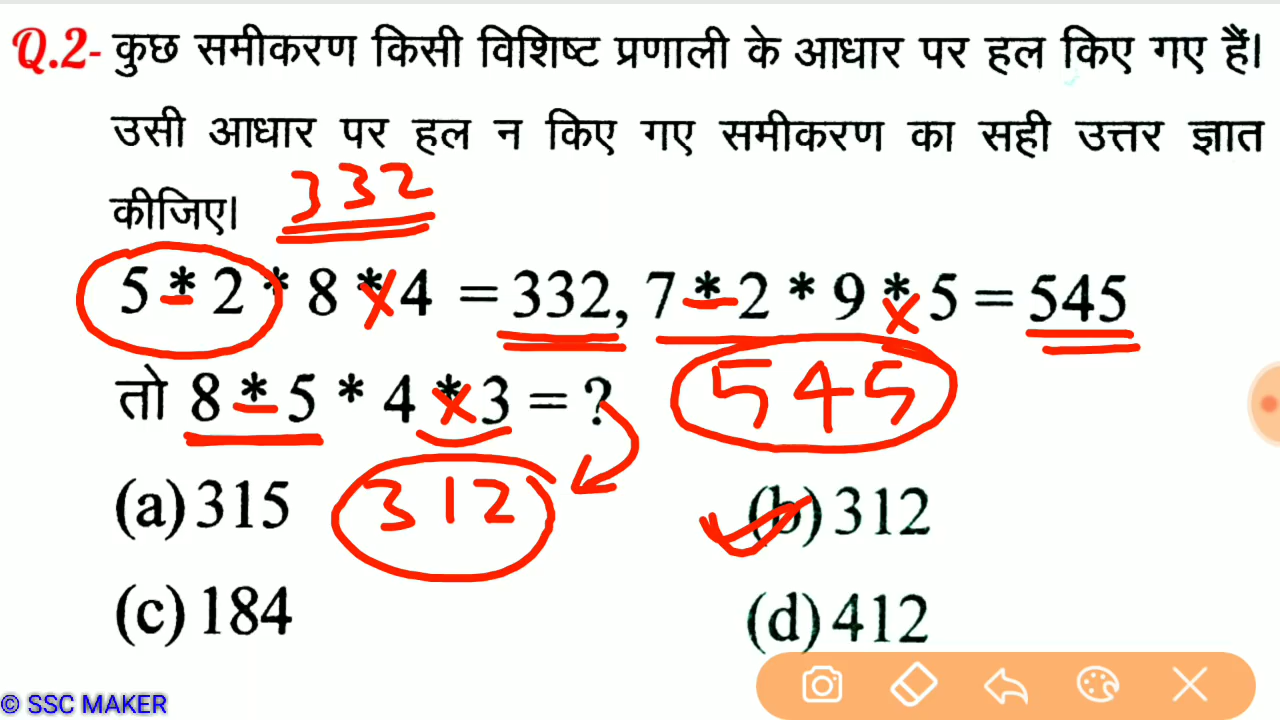 Q.2- कुछ समीकरण किसी विशिष्ट प्रणाली के आधार पर हल किए गए हैं।
उसी आधार पर हल न किए गए समीकरण का सही उत्तर ज्ञात
कीजिए। 332
5 * 2 * 8 * 4 = 332, 7 * 2 * 9 * 5 = 545
545
तो 8 * 5 * 4 * 3 = ?
312
(a) 315 (b) 312
(c) 184 (d) 412
© SSC MAKER